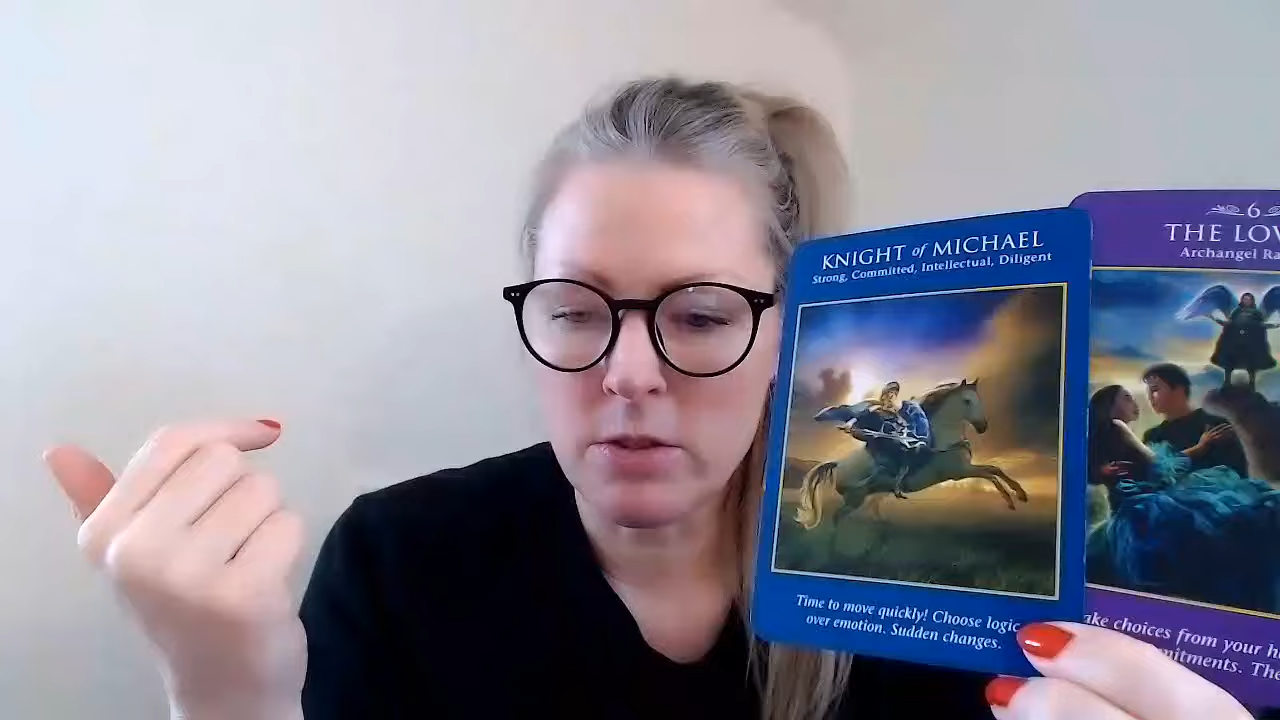 KNIGHT of MICHAEL
Strong, Committed, Intellectual, Diligent
Time to move quickly! Choose logic
over emotion. Sudden changes.
6
THE LOV
Archangel Ra
ake choices from your h
mitments. The